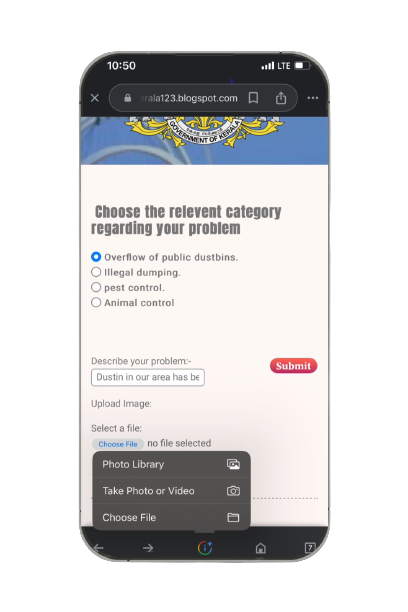 10:50
LTE
rala123.blogspot.com
GOVERNMENT OF KERALA
Choose the relevent category
regarding your problem
Overflow of public dustbins.
Illegal dumping.
pest control.
Animal control
Describe your problem:-
Submit
Dustin in our area has be
Upload Image:
Select a file:
Choose File no file selected
Photo Library
Take Photo or Video
Choose File
7